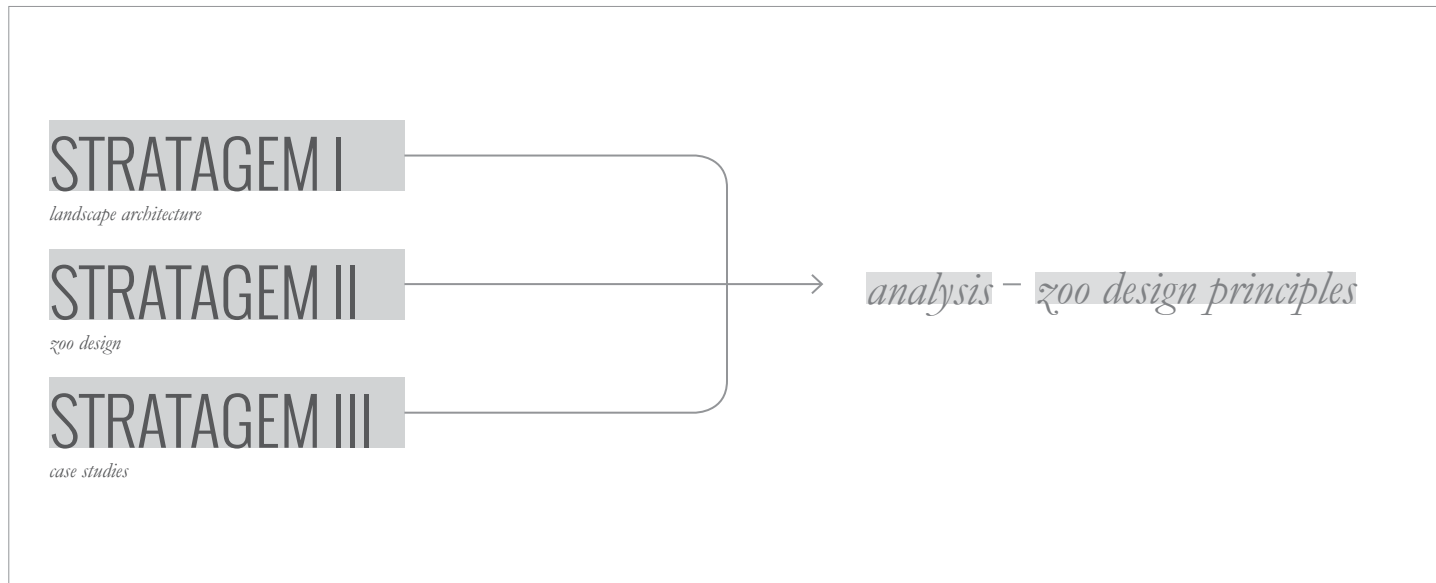 STRATAGEM I
landscape architecture
STRATAGEM II
zoo design
STRATAGEM III
case studies
analysis – zoo design principles